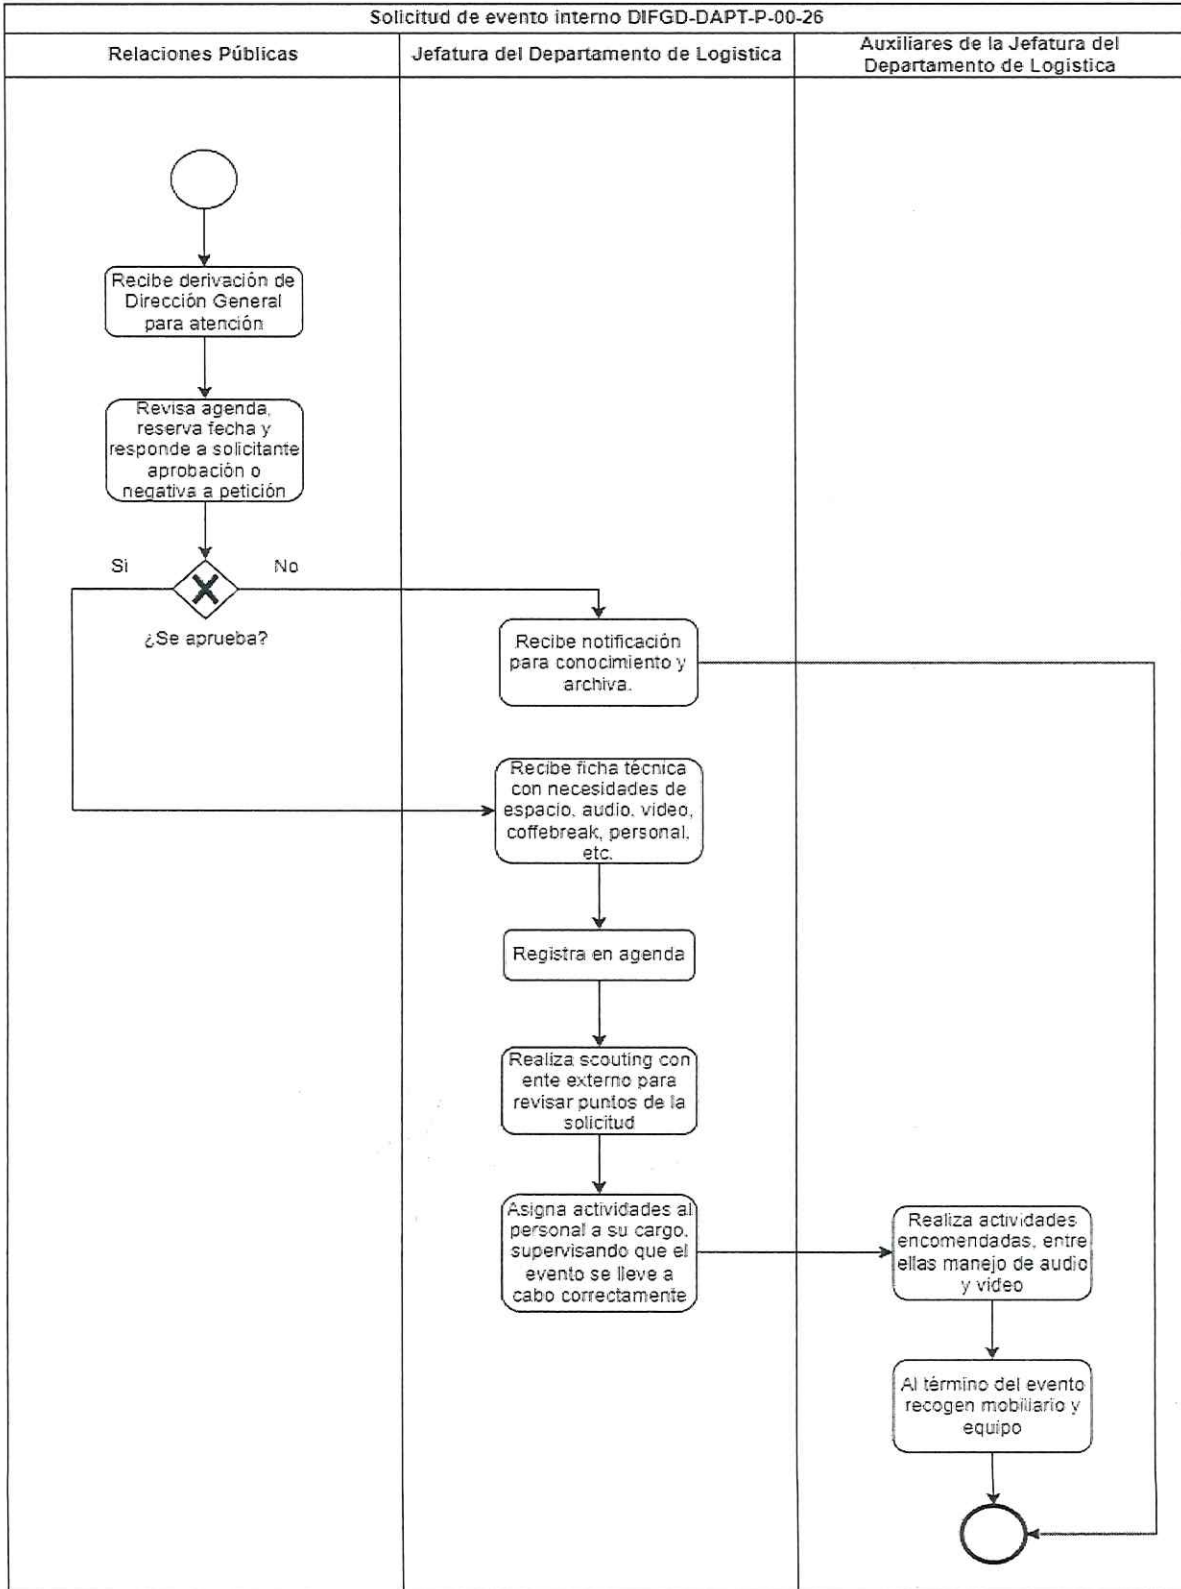 Solicitud de evento interno DIFGD-DAPT-P-00-26
Relaciones Públicas
Jefatura del Departamento de Logistica
Auxiliares de la Jefatura del
Departamento de Logistica
Recibe derivación de
Dirección General
para atención
Revisa agenda,
reserva fecha y
responde a solicitante
aprobación o
negativa a petición
Si
No
¿Se aprueba?
Recibe notificación
para conocimiento y
archiva.
Recibe ficha técnica
con necesidades de
espacio, audio, video,
coffebreak, personal,
etc.
Registra en agenda
Realiza scouting con
ente externo para
revisar puntos de la
solicitud
Asigna actividades al
personal a su cargo,
supervisando que el
evento se lleve a
cabo correctamente
Realiza actividades
encomendadas, entre
ellas manejo de audio
y video
Al término del evento
recogen mobiliario y
equipo